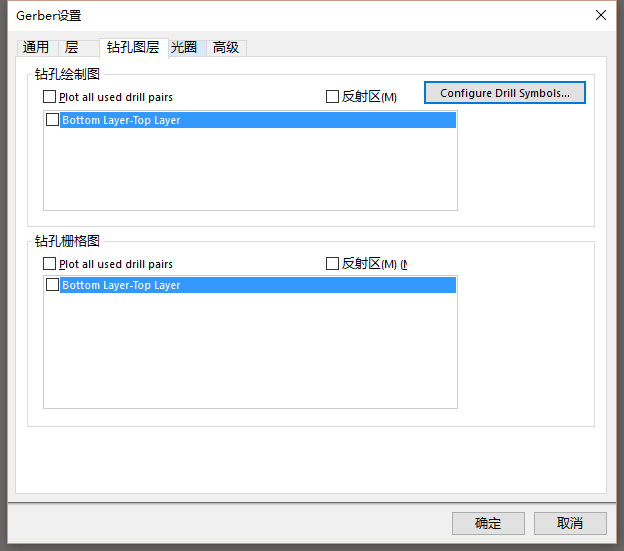 Gerber设置
通用 层 钻孔图层 光圈 高级
钻孔绘制图
Plot all used drill pairs 反射区(M) Configure Drill Symbols...
Bottom Layer-Top Layer
钻孔栅格图
Plot all used drill pairs 反射区(M) (
Bottom Layer-Top Layer
确定 取消